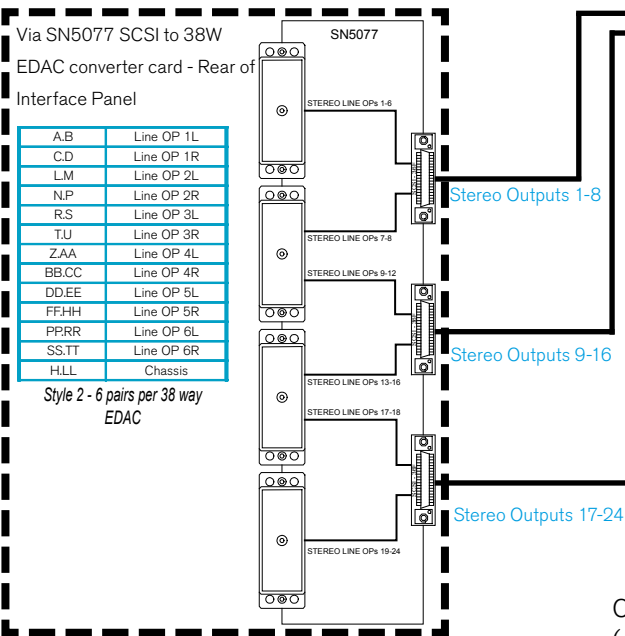 Via SN5077 SCSI to 38W
EDAC converter card - Rear of
Interface Panel
A.B Line OP 1L
C.D Line OP 1R
L.M Line OP 2L
N.P Line OP 2R
R.S Line OP 3L
T.U Line OP 3R
Z.AA Line OP 4L
BB.CC Line OP 4R
DD.EE Line OP 5L
FF.HH Line OP 5R
PP.RR Line OP 6L
SS.TT Line OP 6R
H.LL Chassis
Style 2 - 6 pairs per 38 way
EDAC
SN5077
STEREO LINE OPs 1-6
STEREO LINE OPs 7-8
STEREO LINE OPs 9-12
STEREO LINE OPs 13-16
STEREO LINE OPs 17-18
STEREO LINE OPs 19-24
Stereo Outputs 1-8
Stereo Outputs 9-16
Stereo Outputs 17-24